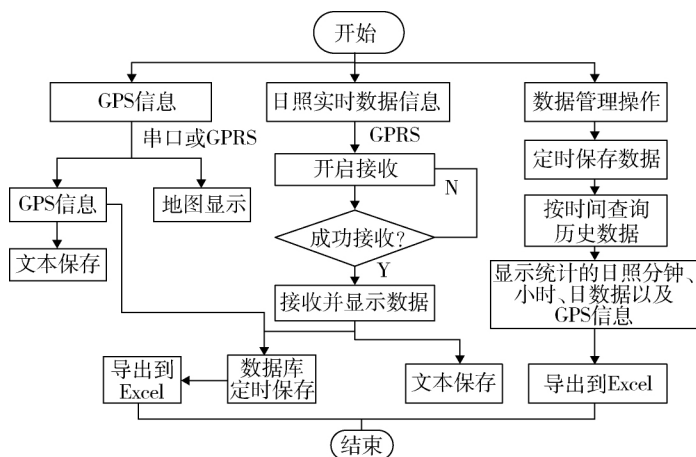 开始
GPS信息
日照实时数据信息
数据管理操作
串口或GPRS
GPRS
定时保存数据
开启接收
N
GPS信息
地图显示
按时间查询
历史数据
成功接收?
文本保存
Y
显示统计的日照分钟、
小时、日数据以及
GPS信息
接收并显示数据
导出到
Excel
数据库
定时保存
文本保存
导出到Excel
结束